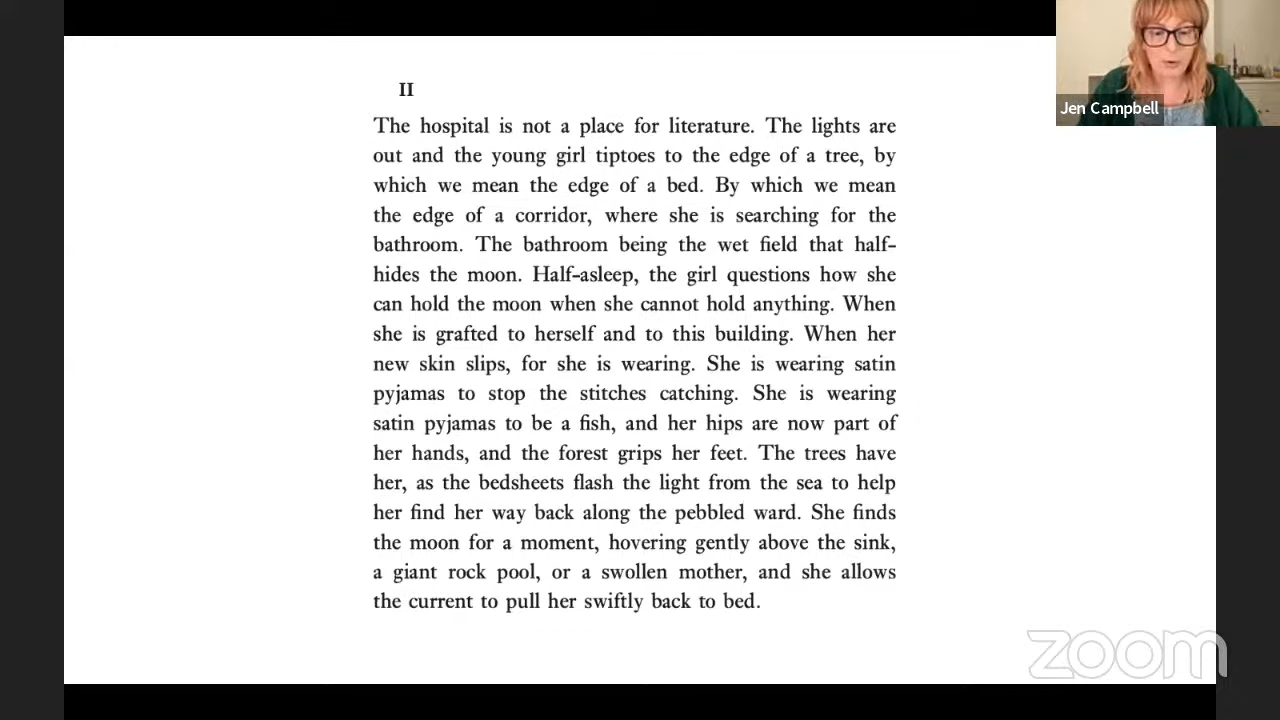 Jen Campbell
II
The hospital is not a place for literature. The lights are
out and the young girl tiptoes to the edge of a tree, by
which we mean the edge of a bed. By which we mean
the edge of a corridor, where she is searching for the
bathroom. The bathroom being the wet field that half-
hides the moon. Half-asleep, the girl questions how she
can hold the moon when she cannot hold anything. When
she is grafted to herself and to this building. When her
new skin slips, for she is wearing. She is wearing satin
pyjamas to stop the stitches catching. She is wearing
satin pyjamas to be a fish, and her hips are now part of
her hands, and the forest grips her feet. The trees have
her, as the bedsheets flash the light from the sea to help
her find her way back along the pebbled ward. She finds
the moon for a moment, hovering gently above the sink,
a giant rock pool, or a swollen mother, and she allows
the current to pull her swiftly back to bed.
zoom